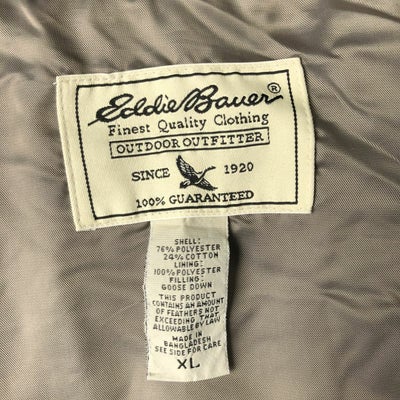 Eddie Bauer®
Finest Quality Clothing
OUTDOOR OUTFITTER
SINCE 1920
100% GUARANTEED
SHELL:
76% POLYESTER
24% COTTON
LINING:
100% POLYESTER
FILLING:
GOOSE DOWN
THIS PRODUCT
CONTAINS AN AMOUNT
OF FEATHERS NOT
EXCEEDING THAT
ALLOWABLE BY LAW
MADE IN
BANGLADESH
SEE SIDE FOR CARE
XL